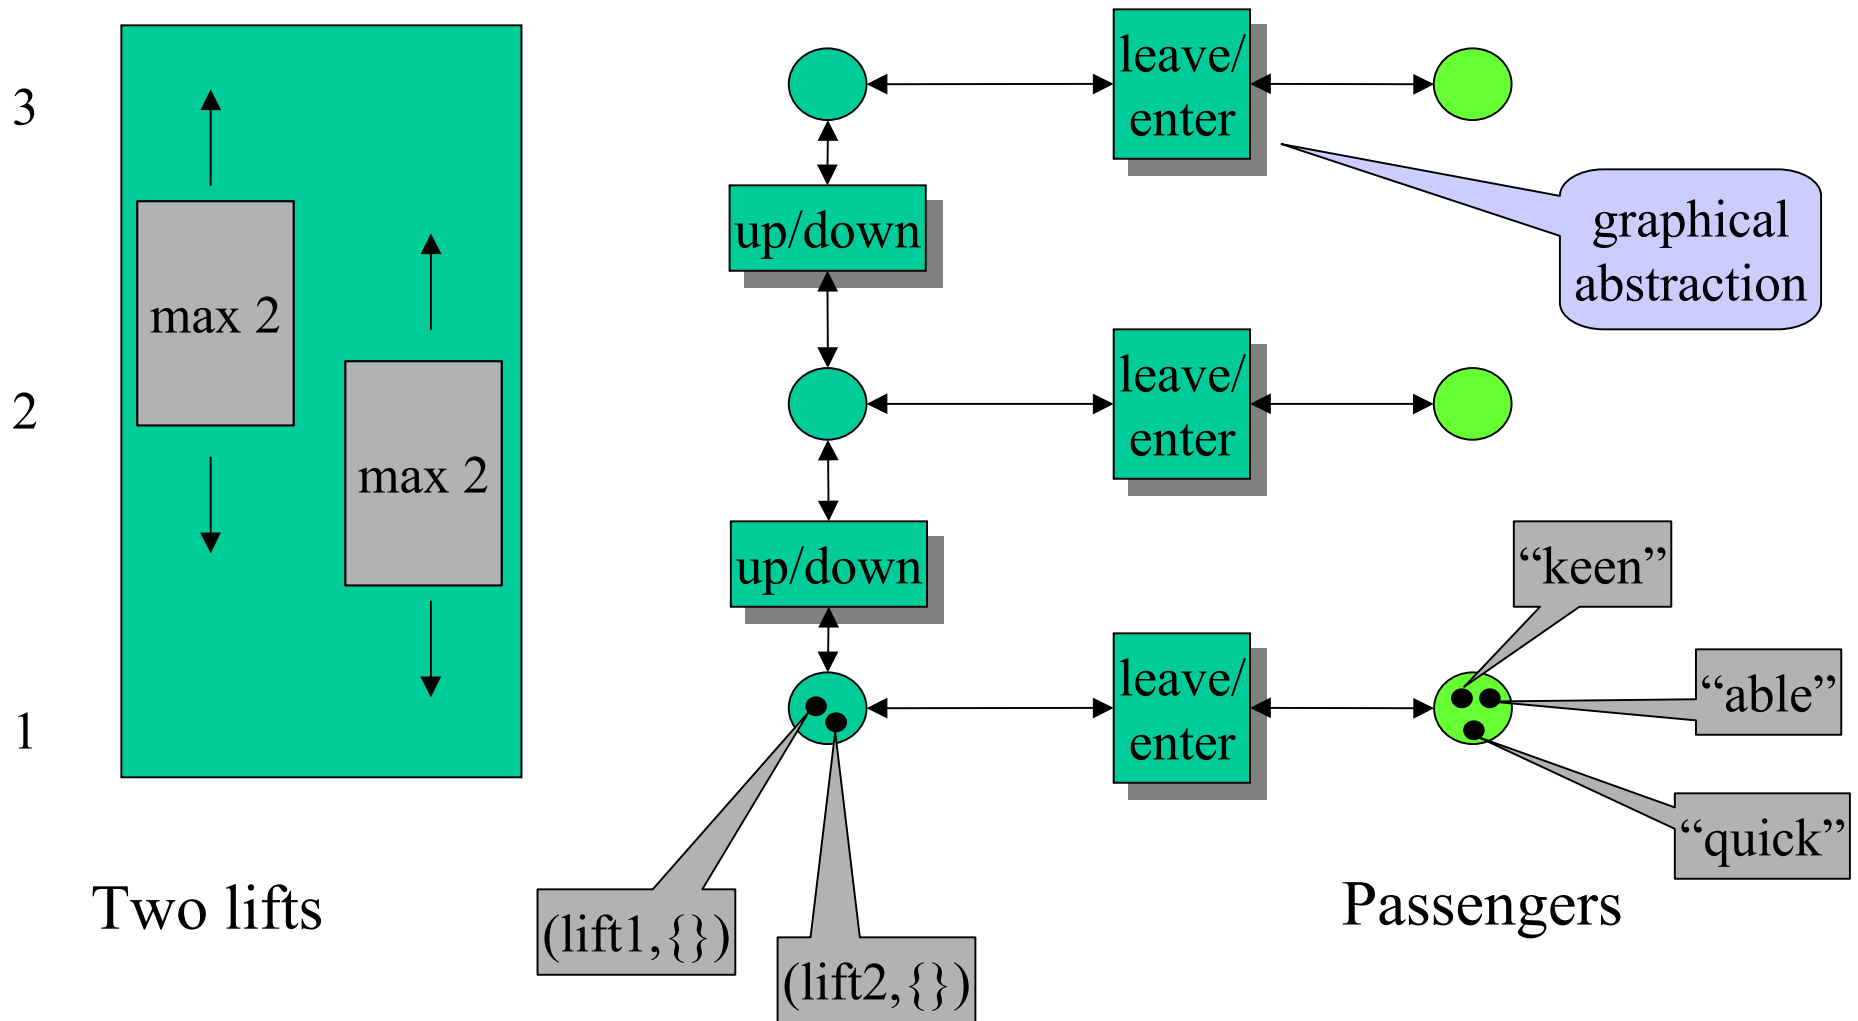 3
leave/
enter
up/down
graphical
abstraction
max 2
2
leave/
enter
max 2
up/down
“keen”
“able”
1
leave/
enter
“quick”
Two lifts
(lift1,{})
(lift2,{})
Passengers